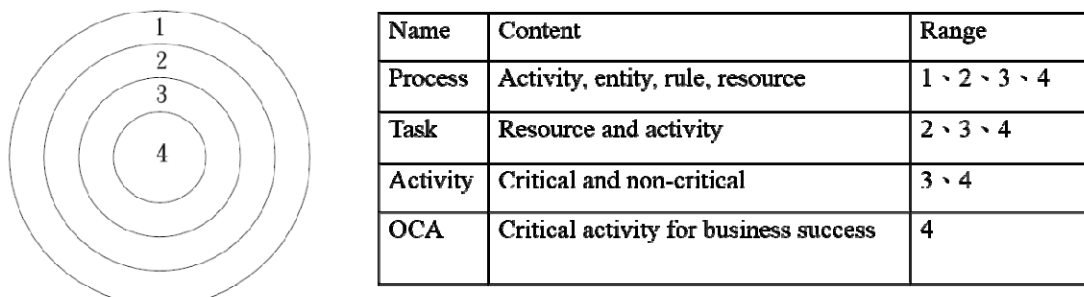 1
2
3
4
Name Content Range
Process Activity, entity, rule, resource 1、2、3、4
Task Resource and activity 2、3、4
Activity Critical and non-critical 3、4
OCA Critical activity for business success 4